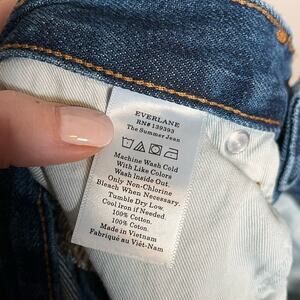 EVERLANE
RN# 139393
The Summer Jean
Machine Wash Cold
With Like Colors
Wash Inside Out.
Only Non-Chlorine
Bleach When Necessary.
Tumble Dry Low.
Cool Iron if Needed.
100% Cotton.
100% Coton.
Made in Vietnam
Fabriqué au Viêt-Nam